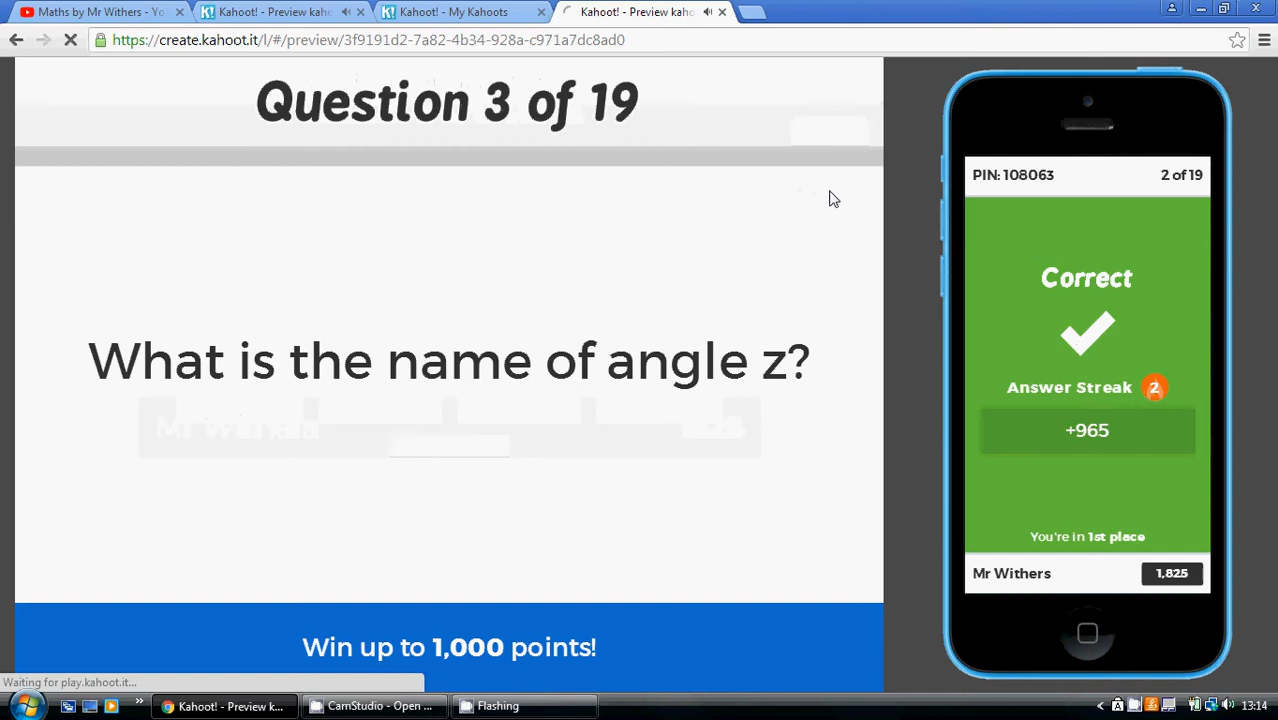 Maths by Mr Withers - Yo
Kahoot! - Preview kaho
Kahoot! - My Kahoots
Kahoot! - Preview kaho
https://create.kahoot.it/l/#/preview/3f9191d2-7a82-4b34-928a-c971a7dc8ad0
Question 3 of 19
What is the name of angle z?
Win up to 1,000 points!
PIN: 108063 2 of 19
Correct
Answer Streak 2
+965
You're in 1st place
Mr Withers 1,825
Waiting for play.kahoot.it...
Kahoot! - Preview k...
CamStudio - Open ...
Flashing
13:14